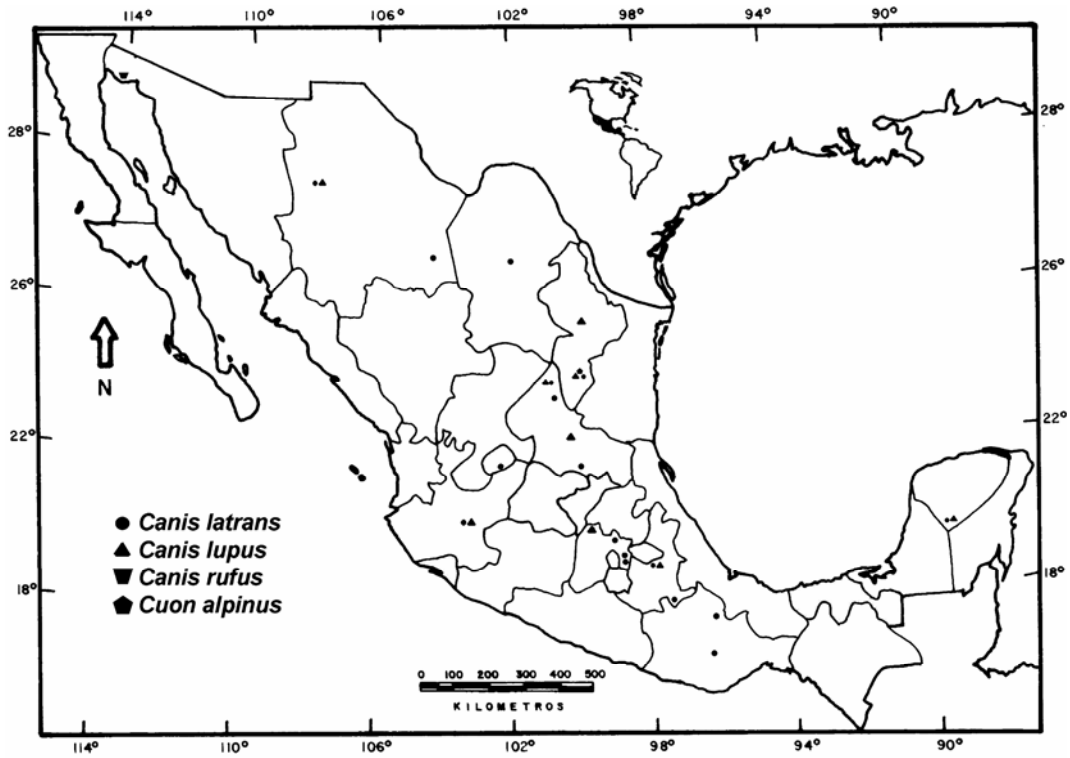 114° 110° 106° 102° 98° 94° 90°
28° 28°
26° 26°
N
22° 22°
● Canis latrans
▲ Canis lupus
▼ Canis rufus
⬟ Cuon alpinus
18° 18°
0 100 200 300 400 500
KILOMETROS
114° 110° 106° 102° 98° 94° 90°